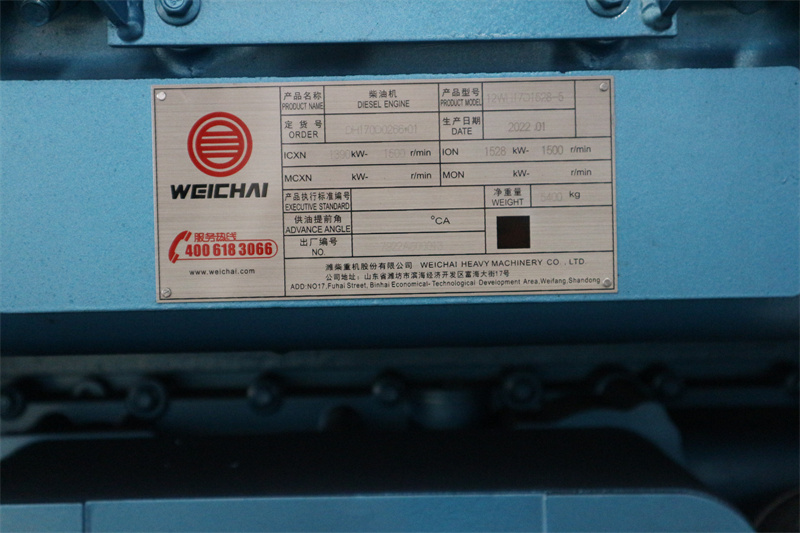 WEICHAI
服务热线
400 618 3066
www.weichai.com
产品名称 柴油机 产品型号
PRODUCT NAME DIESEL ENGINE PRODUCT MODEL
定货号 生产日期
ORDER DATE 2022.01
ICXN 1390 kW- 1500 r/min ION 1528 kW- 1500 r/min
MCXN kW- r/min MON kW- r/min
产品执行标准编号 净重量
EXECUTIVE STANDARD WEIGHT 5400 kg
供油提前角 °CA
ADVANCE ANGLE
出厂编号
NO.
潍柴重机股份有限公司 WEICHAI HEAVY MACHINERY CO., LTD.
公司地址：山东省潍坊市滨海经济开发区富海大街17号
ADD:NO17,Fuhai Street, Binhai Economical-Technological Development Area,Weifang,Shandong